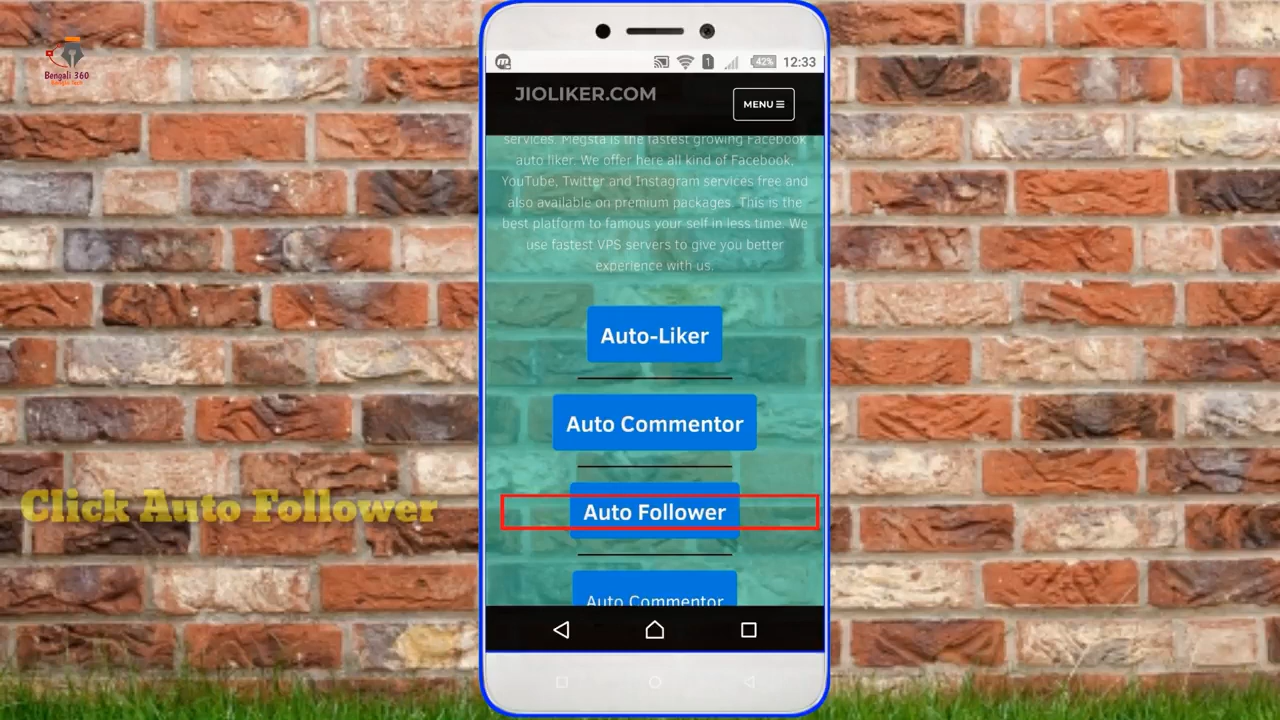 Bengali 360
1
42%
12:33
JIOLIKER.COM
MENU
services. Megsta is the fastest growing Facebook
auto liker. We offer here all kind of Facebook,
YouTube, Twitter and Instagram services free and
also available on premium packages. This is the
best platform to famous your self in less time. We
use fastest VPS servers to give you better
experience with us.
Auto-Liker
Auto Commentor
Click Auto Follower
Auto Follower
Auto Commentor